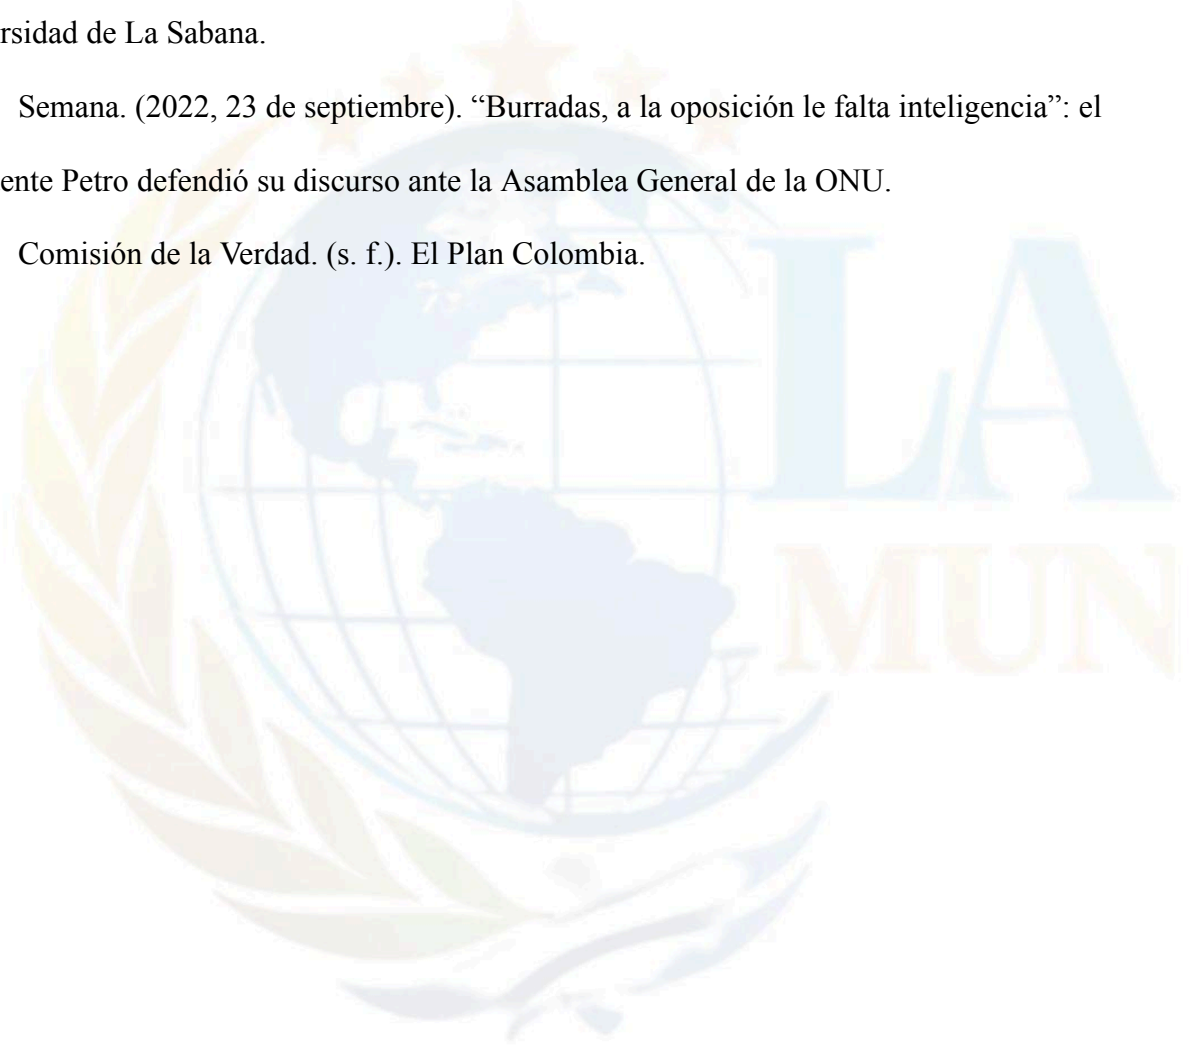 rsidad de La Sabana.
Semana. (2022, 23 de septiembre). “Burradas, a la oposición le falta inteligencia”: el
ente Petro defendió su discurso ante la Asamblea General de la ONU.
Comisión de la Verdad. (s. f.). El Plan Colombia.
LA
MUN